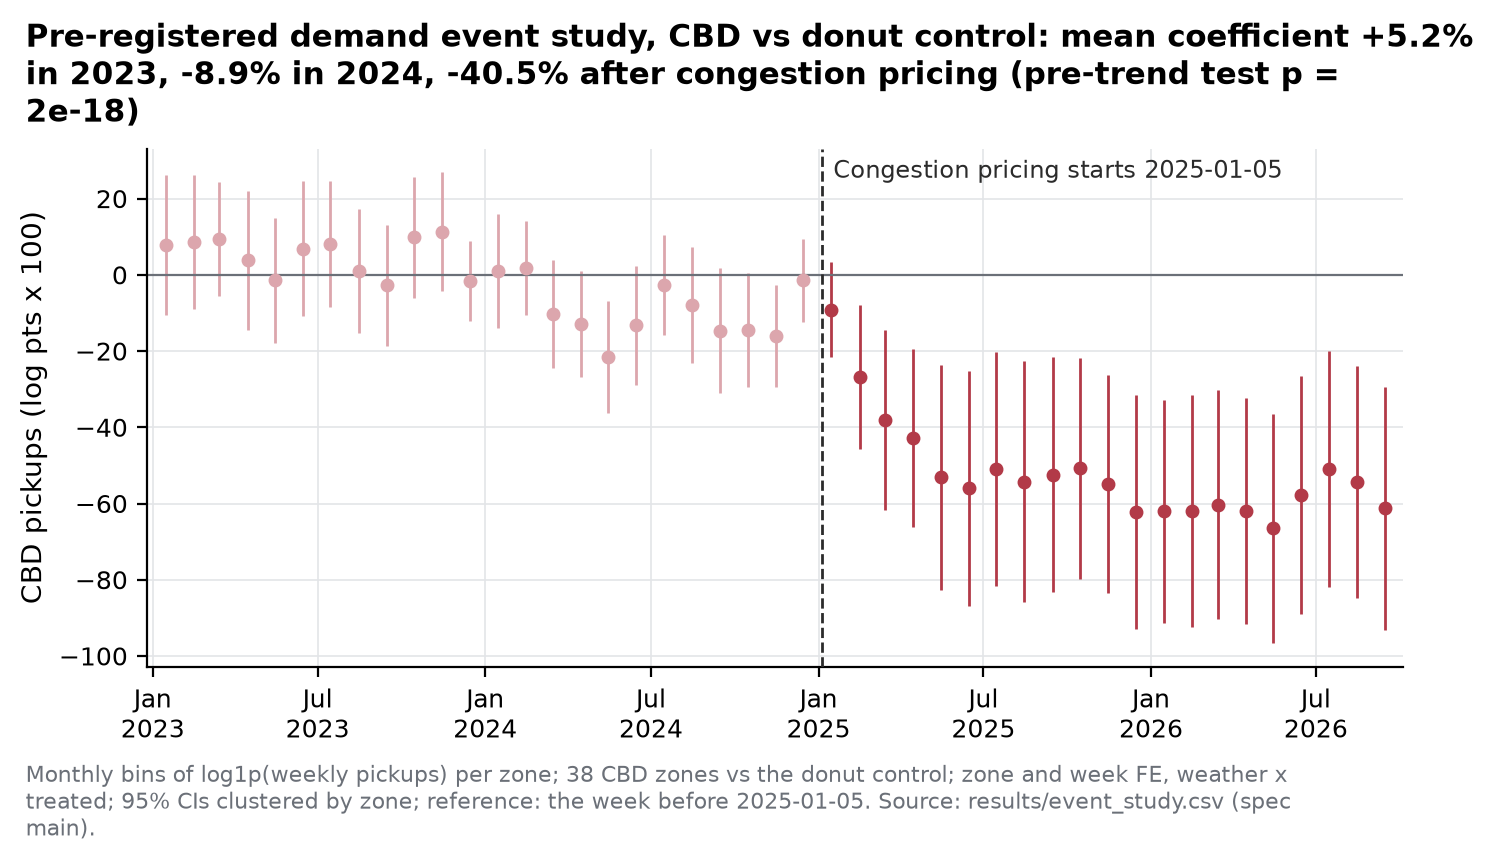 Pre-registered demand event study, CBD vs donut control: mean coefficient +5.2%
in 2023, -8.9% in 2024, -40.5% after congestion pricing (pre-trend test p =
2e-18)
Congestion pricing starts 2025-01-05
CBD pickups (log pts x 100)
20
0
−20
−40
−60
−80
−100
Jan 2023
Jul 2023
Jan 2024
Jul 2024
Jan 2025
Jul 2025
Jan 2026
Jul 2026
Monthly bins of log1p(weekly pickups) per zone; 38 CBD zones vs the donut control; zone and week FE, weather x
treated; 95% CIs clustered by zone; reference: the week before 2025-01-05. Source: results/event_study.csv (spec
main).